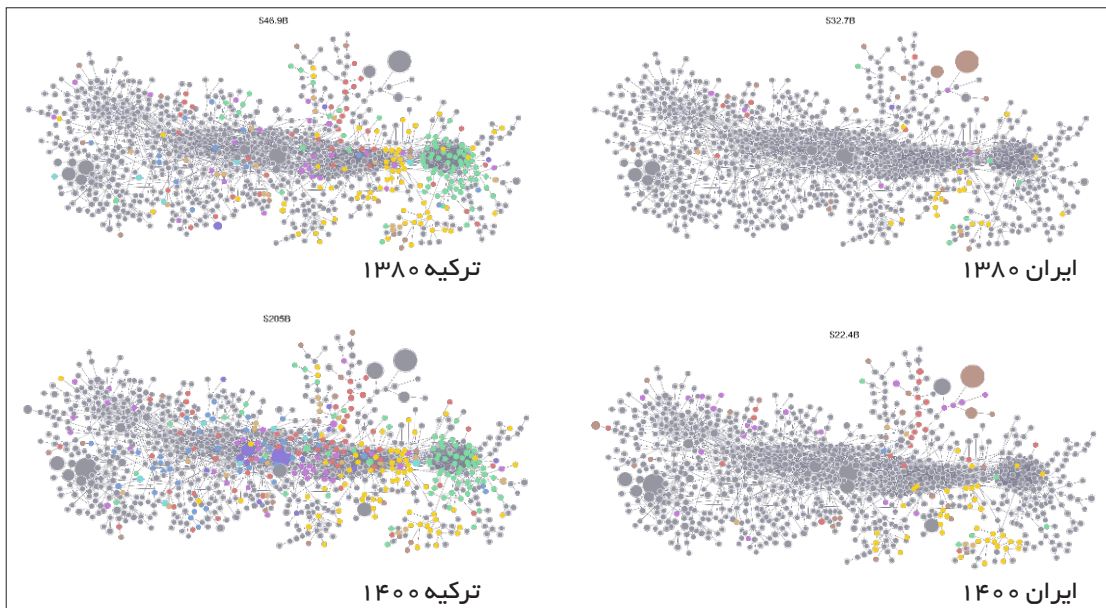 $46.9B
$32.7B
ترکیه ۱۳۸۰
ایران ۱۳۸۰
$205B
$22.4B
ترکیه ۱۴۰۰
ایران ۱۴۰۰